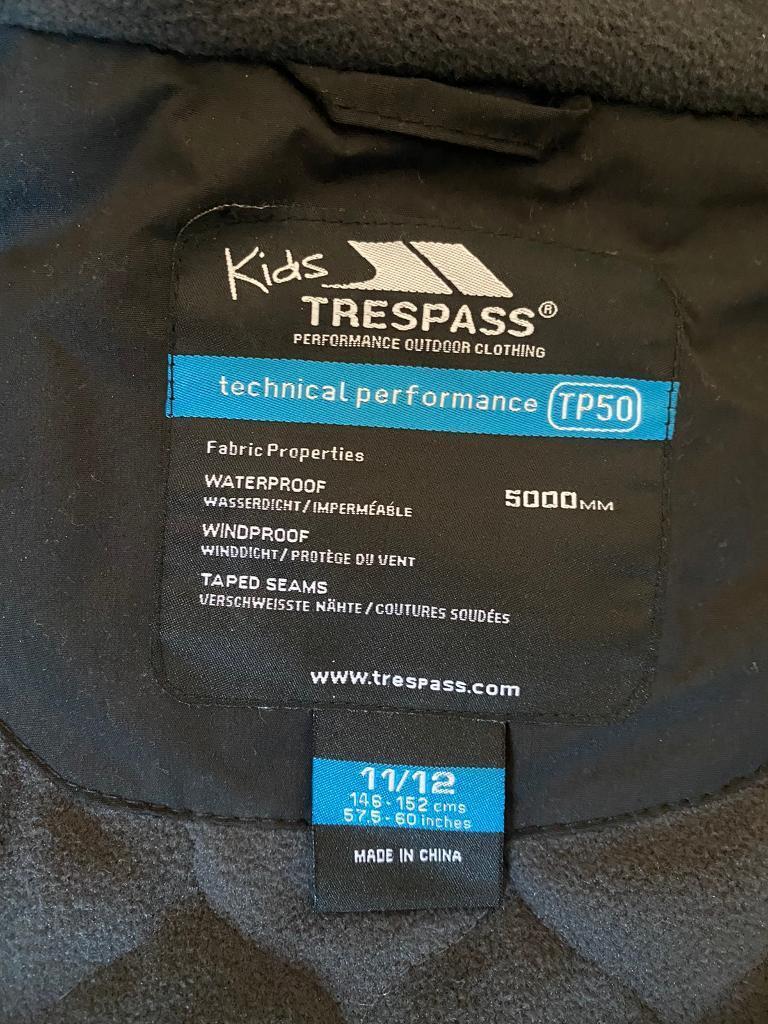 Kids
TRESPASS®
PERFORMANCE OUTDOOR CLOTHING
technical performance TP50
Fabric Properties
WATERPROOF 5000MM
WASSERDICHT/IMPERMÉABLE
WINDPROOF
WINDDICHT/PROTÈGE DU VENT
TAPED SEAMS
VERSCHWEISSTE NÄHTE/COUTURES SOUDÉES
www.trespass.com
11/12
146-152 cms
57.5-60 inches
MADE IN CHINA